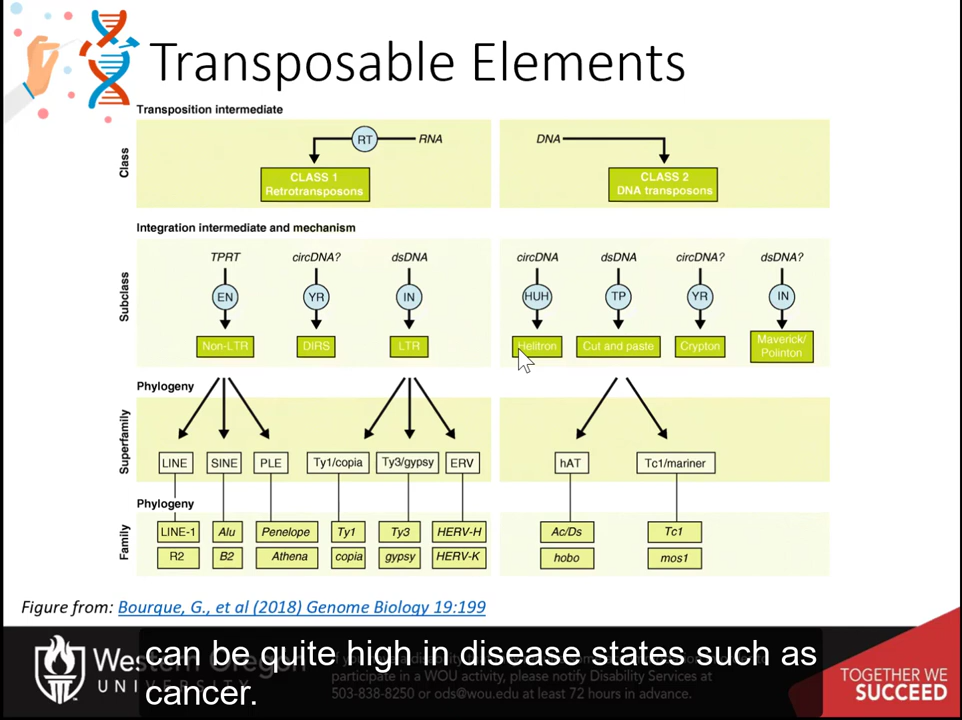 Transposable Elements
Transposition intermediate
Class
RT
RNA
CLASS 1
Retrotransposons
DNA
CLASS 2
DNA transposons
Integration intermediate and mechanism
Subclass
TPRT
circDNA?
dsDNA
circDNA
dsDNA
circDNA?
dsDNA?
EN
YR
IN
HUH
TP
YR
IN
Non-LTR
DIRS
LTR
Helitron
Cut and paste
Crypton
Maverick/
Polinton
Phylogeny
Superfamily
LINE
SINE
PLE
Ty1/copia
Ty3/gypsy
ERV
hAT
Tc1/mariner
Phylogeny
Family
LINE-1
Alu
Penelope
Ty1
Ty3
HERV-H
Ac/Ds
Tc1
R2
B2
Athena
copia
gypsy
HERV-K
hobo
mos1
Figure from: Bourque, G., et al (2018) Genome Biology 19:199
can be quite high in disease states such as
cancer.
UNIVERSITY
participate in a WOU activity, please notify Disability Services at
503-838-8250 or ods@wou.edu at least 72 hours in advance.
TOGETHER WE
SUCCEED